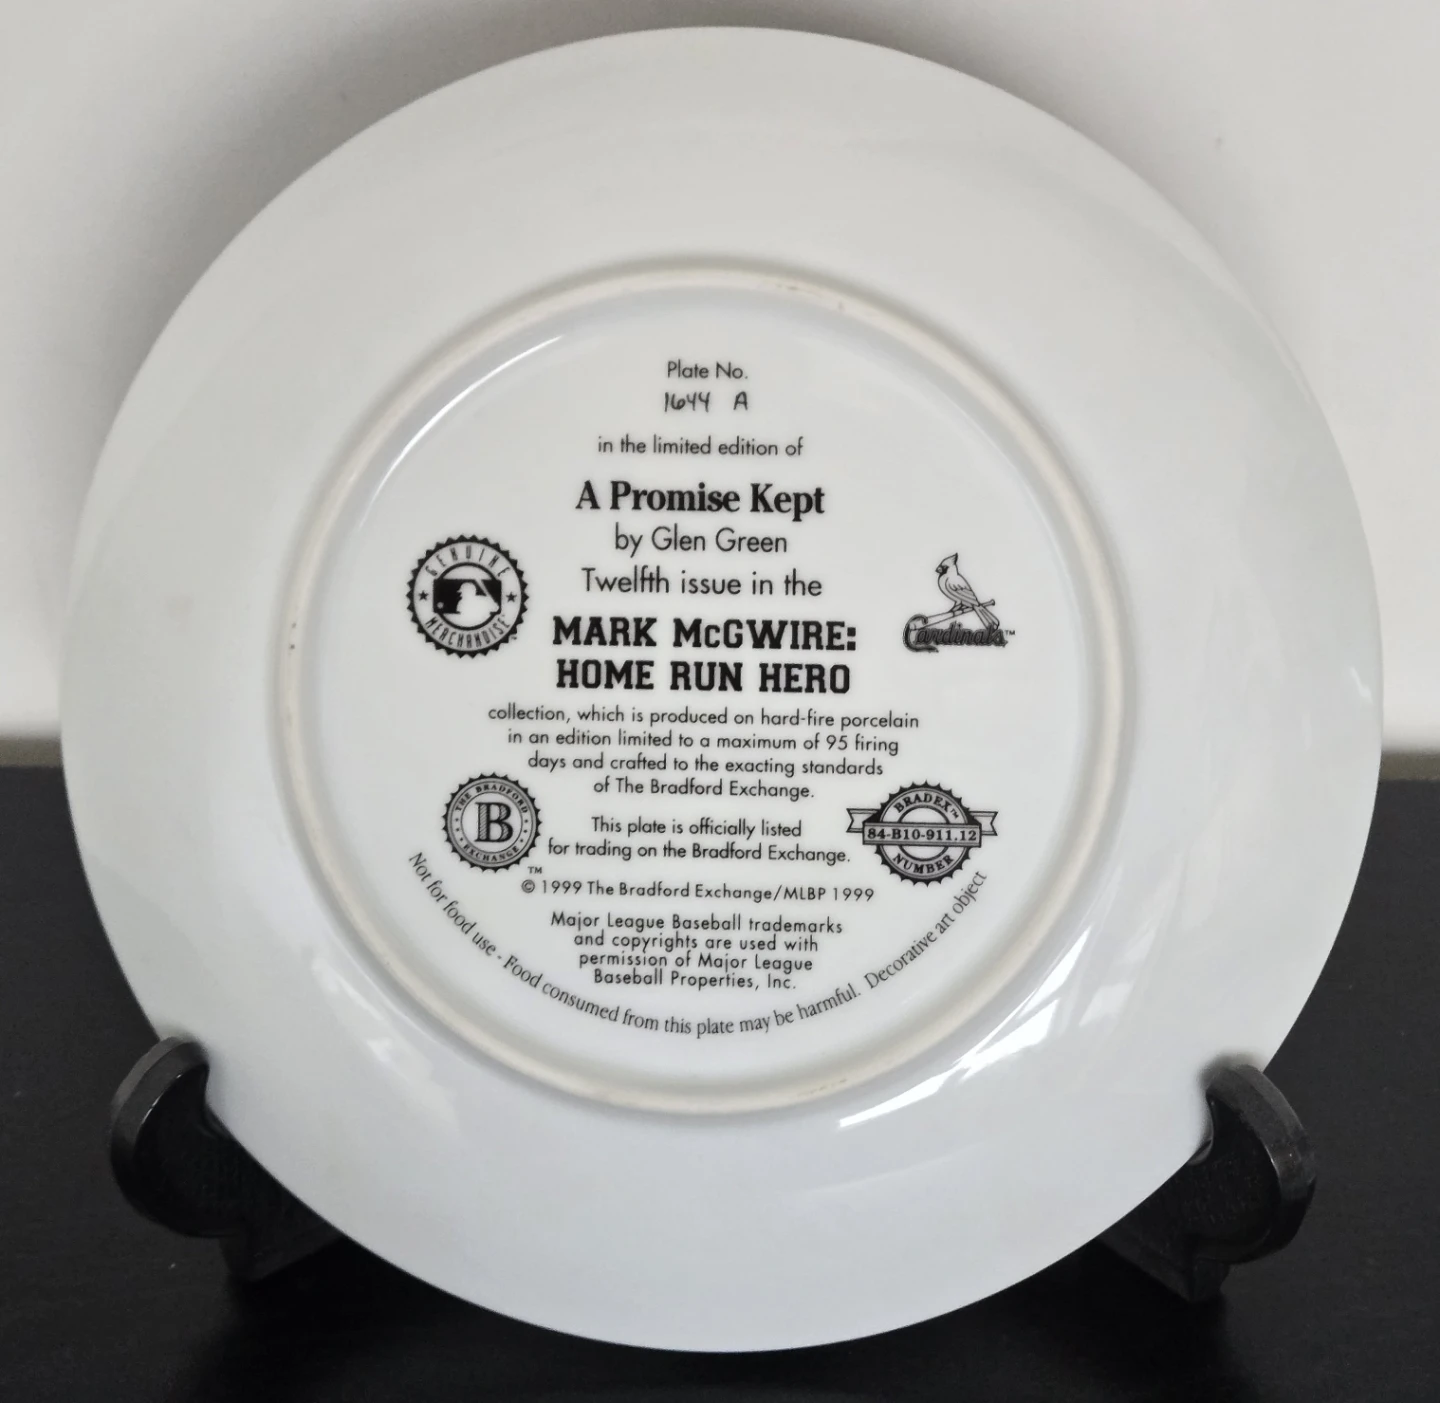 Plate No.
1644 A
in the limited edition of
A Promise Kept
by Glen Green
Twelfth issue in the
GENUINE
MERCHANDISE
Cardinals™
MARK McGWIRE:
HOME RUN HERO
collection, which is produced on hard-fire porcelain
in an edition limited to a maximum of 95 firing
days and crafted to the exacting standards
of The Bradford Exchange.
THE BRADFORD
B
EXCHANGE
™
BRADEX™
84-B10-911.12
NUMBER
This plate is officially listed
for trading on the Bradford Exchange.
© 1999 The Bradford Exchange/MLBP 1999
Major League Baseball trademarks
and copyrights are used with
permission of Major League
Baseball Properties, Inc.
Not for food use - Food consumed from this plate may be harmful. Decorative art object